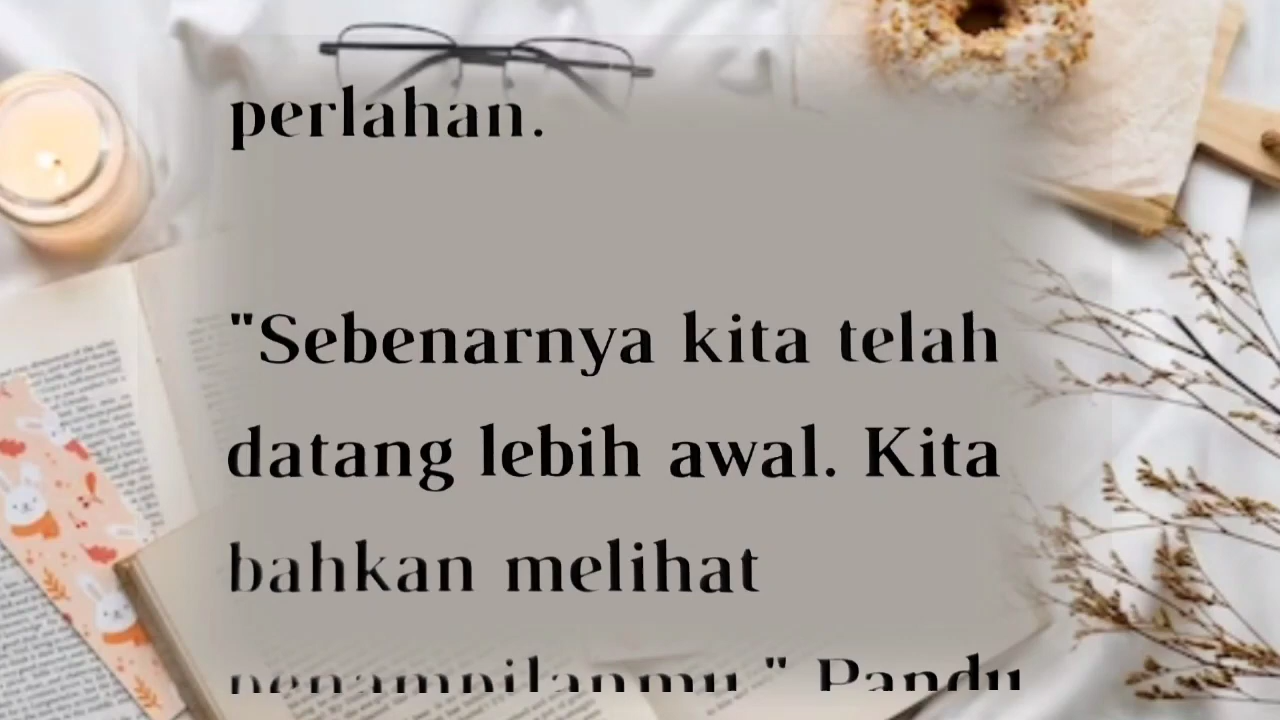 perlahan.
"Sebenarnya kita telah
datang lebih awal. Kita
bahkan melihat
penampilanmu." Pandu